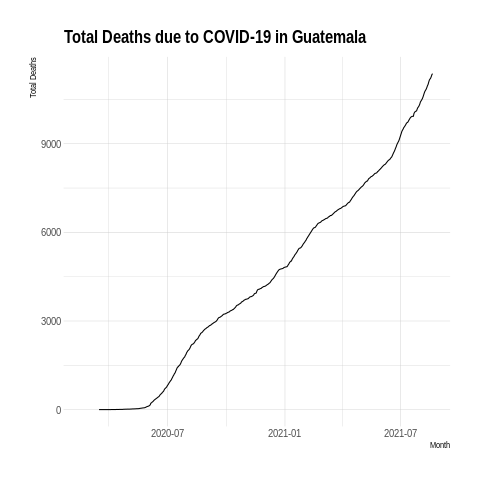 Total Deaths due to COVID-19 in Guatemala
Total Deaths
9000
6000
3000
0
2020-07
2021-01
2021-07
Month